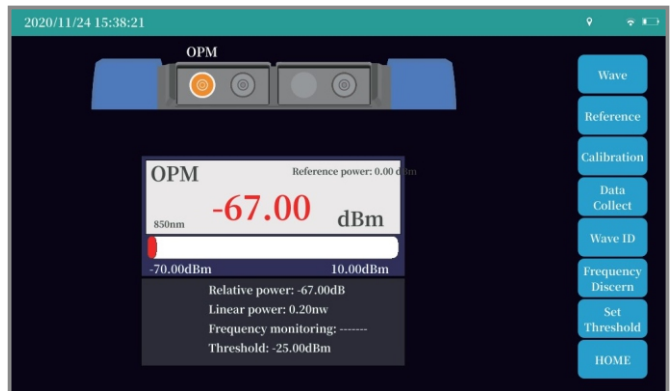 2020/11/24 15:38:21
OPM
OPM
Reference power: 0.00 dBm
-67.00
dBm
850nm
-70.00dBm
10.00dBm
Relative power: -67.00dB
Linear power: 0.20nw
Frequency monitoring: -------
Threshold: -25.00dBm
Wave
Reference
Calibration
Data
Collect
Wave ID
Frequency
Discern
Set
Threshold
HOME